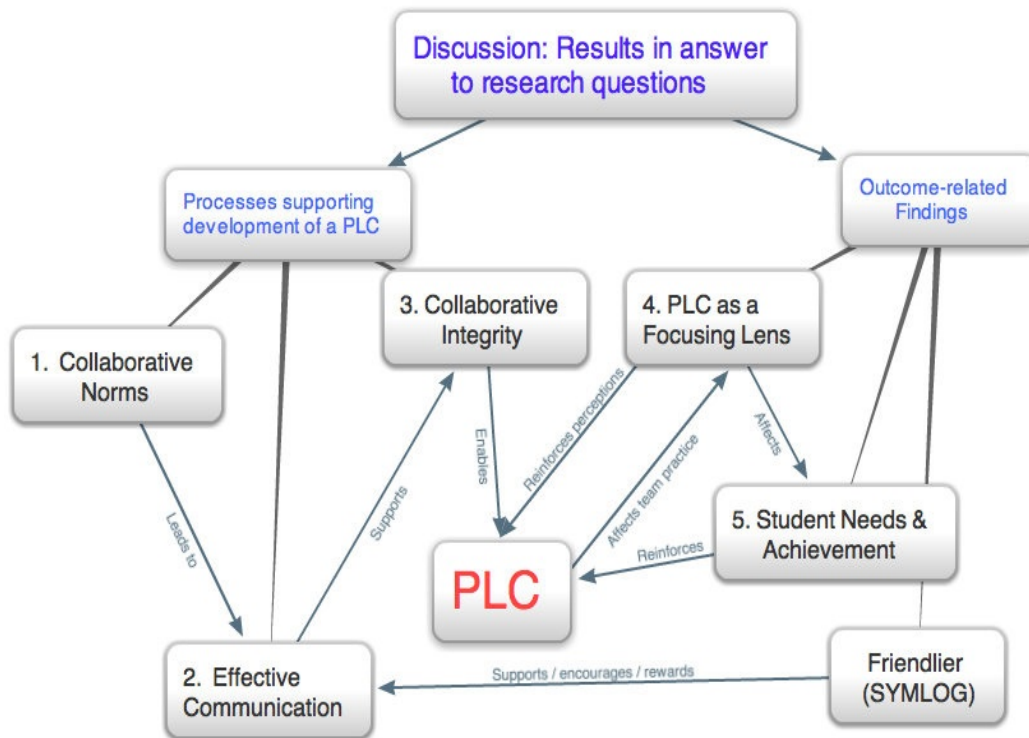 Discussion: Results in answer
to research questions
Processes supporting
development of a PLC
Outcome-related
Findings
3. Collaborative
Integrity
4. PLC as a
Focusing Lens
1. Collaborative
Norms
Enables
Reinforces perceptions
Affects
Supports
Affects team practice
Leads to
5. Student Needs &
Achievement
Reinforces
PLC
2. Effective
Communication
Supports / encourages / rewards
Friendlier
(SYMLOG)